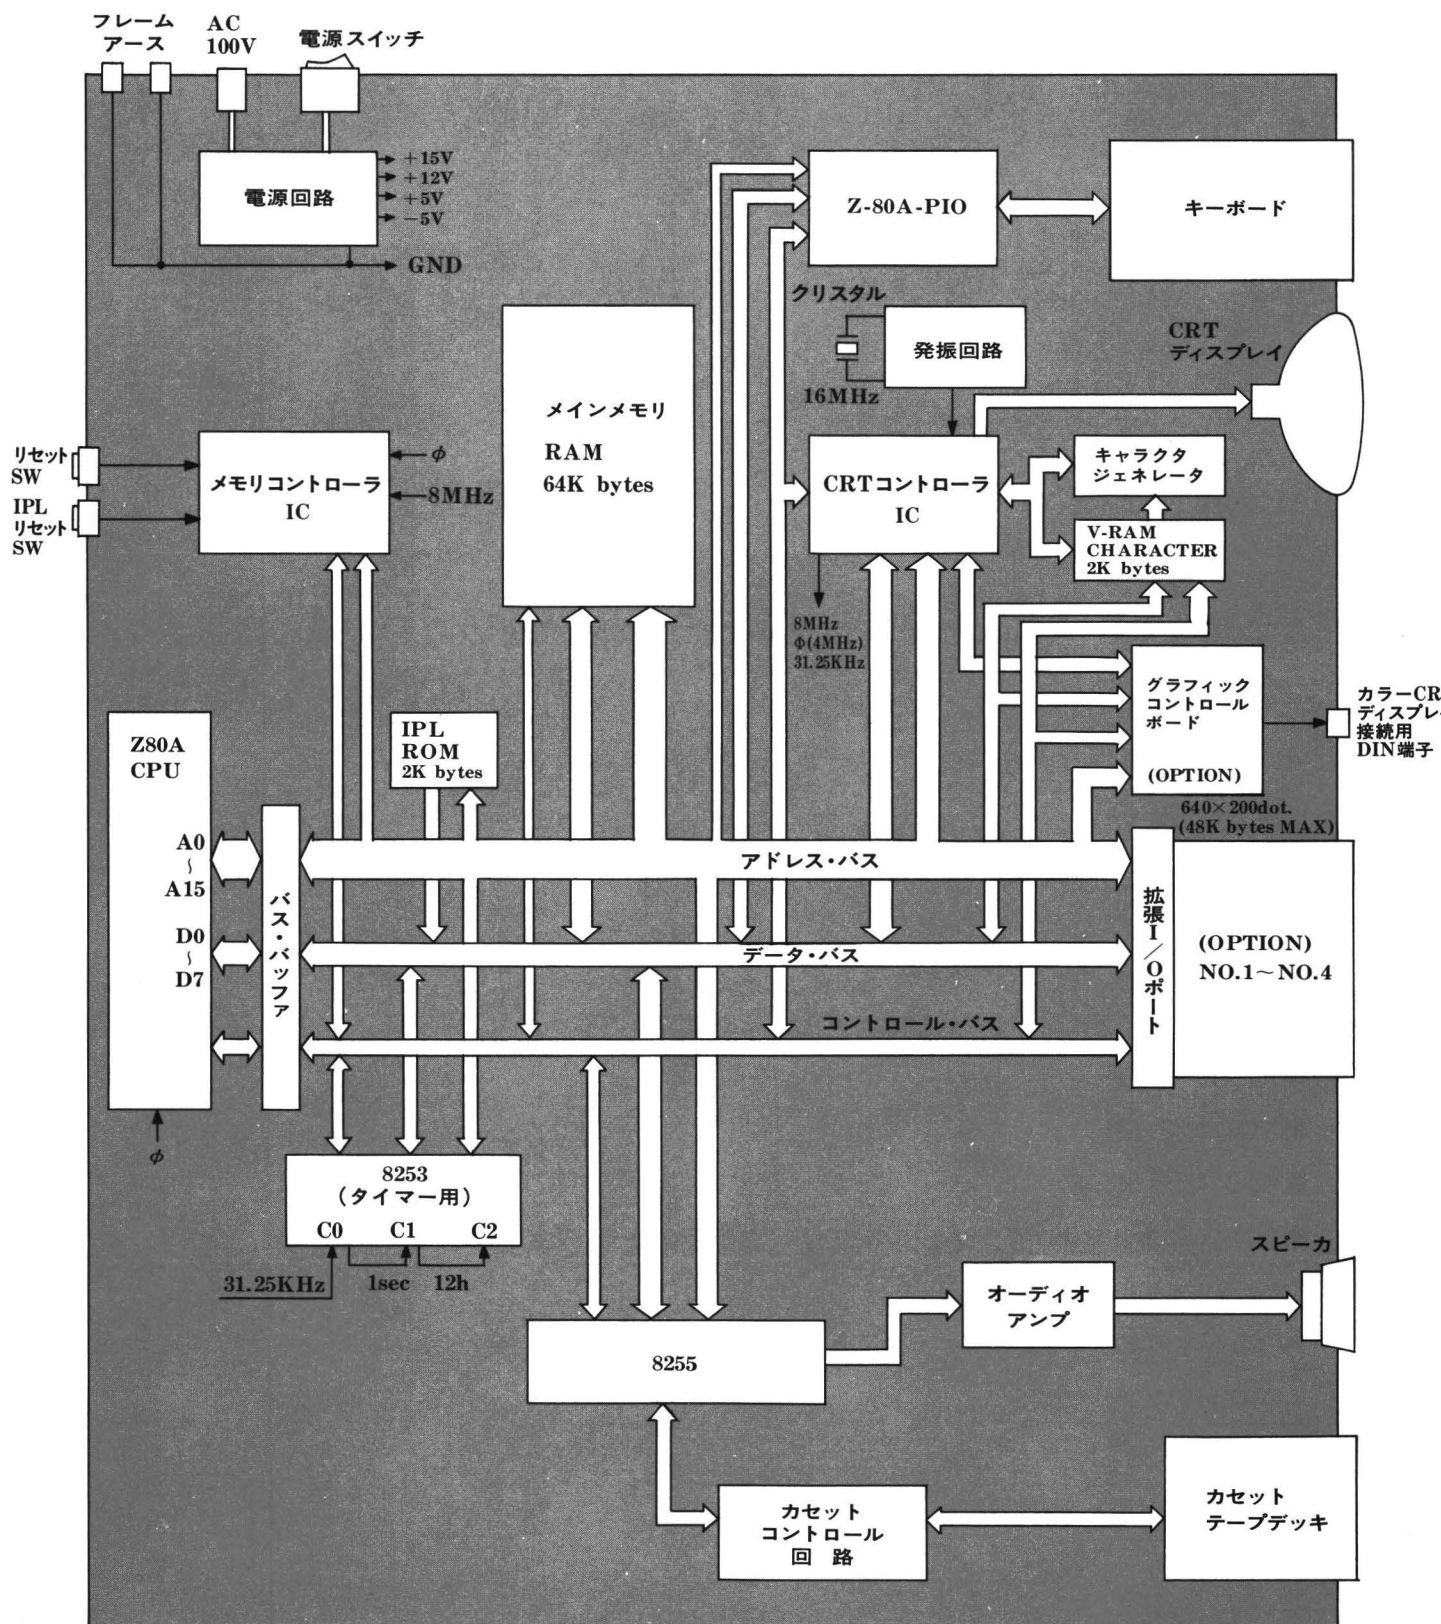 フレーム
アース
AC
100V
電源スイッチ
電源回路
+15V
+12V
+5V
−5V
GND
Z-80A-PIO
キーボード
クリスタル
16MHz
発振回路
CRT
ディスプレイ
メインメモリ
RAM
64K bytes
リセット
SW
IPL
リセット
SW
メモリコントローラ
IC
φ
8MHz
CRTコントローラ
IC
キャラクタ
ジェネレータ
V-RAM
CHARACTER
2K bytes
8MHz
Φ(4MHz)
31.25KHz
グラフィック
コントロール
ボード
(OPTION)
640×200dot.
(48K bytes MAX)
カラーCR
ディスプレイ
接続用
DIN端子
Z80A
CPU
A0
〜
A15
D0
〜
D7
φ
バス・バッファ
IPL
ROM
2K bytes
アドレス・バス
データ・バス
コントロール・バス
拡張I/Oポート
(OPTION)
NO.1〜NO.4
8253
(タイマー用)
C0 C1 C2
31.25KHz
1sec
12h
8255
オーディオ
アンプ
スピーカ
カセット
コントロール
回 路
カセット
テープデッキ